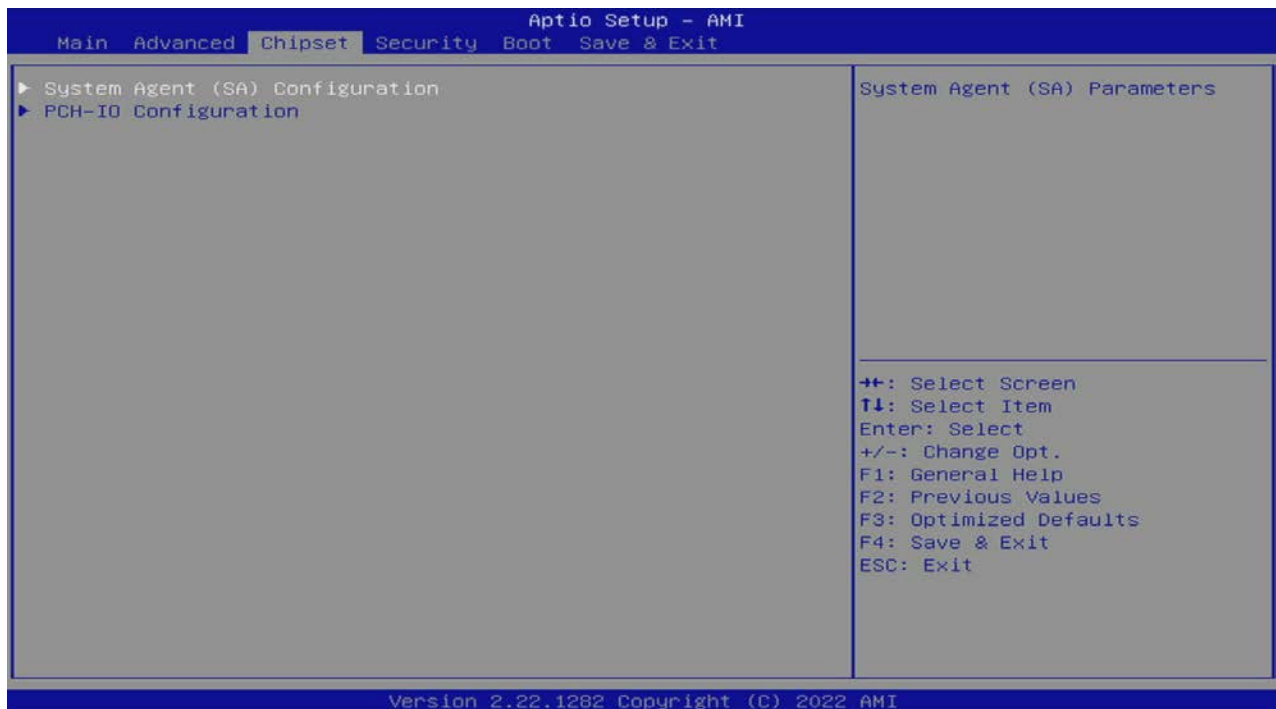 Aptio Setup – AMI
Main Advanced Chipset Security Boot Save & Exit
▶ System Agent (SA) Configuration
▶ PCH-IO Configuration
System Agent (SA) Parameters
→←: Select Screen
↑↓: Select Item
Enter: Select
+/-: Change Opt.
F1: General Help
F2: Previous Values
F3: Optimized Defaults
F4: Save & Exit
ESC: Exit
Version 2.22.1282 Copyright (C) 2022 AMI